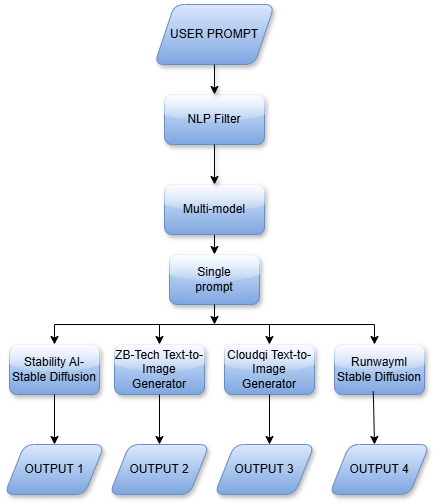 USER PROMPT
NLP Filter
Multi-model
Single
prompt
Stability AI-
Stable Diffusion
ZB-Tech Text-to-
Image
Generator
Cloudqi Text-to-
Image
Generator
Runwayml
Stable Diffusion
OUTPUT 1
OUTPUT 2
OUTPUT 3
OUTPUT 4